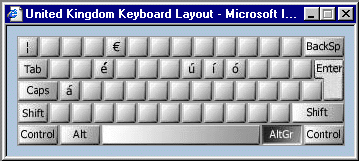 United Kingdom Keyboard Layout - Microsoft I...
¦ € BackSp
Tab é ú í ó Enter
Caps á
Shift Shift
Control Alt AltGr Control